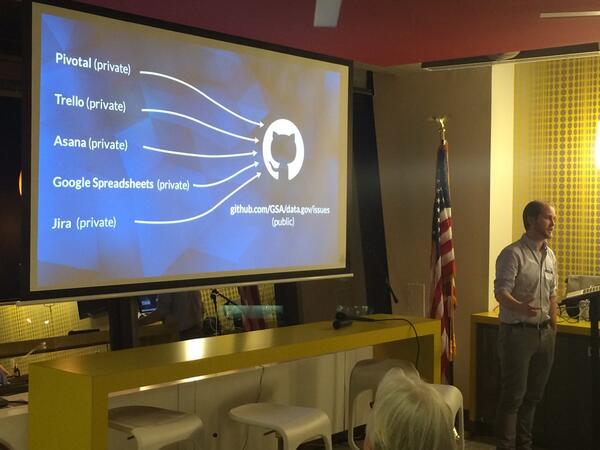 Pivotal (private)
Trello (private)
Asana (private)
Google Spreadsheets (private)
Jira (private)
github.com/GSA/data.gov/issues
(public)